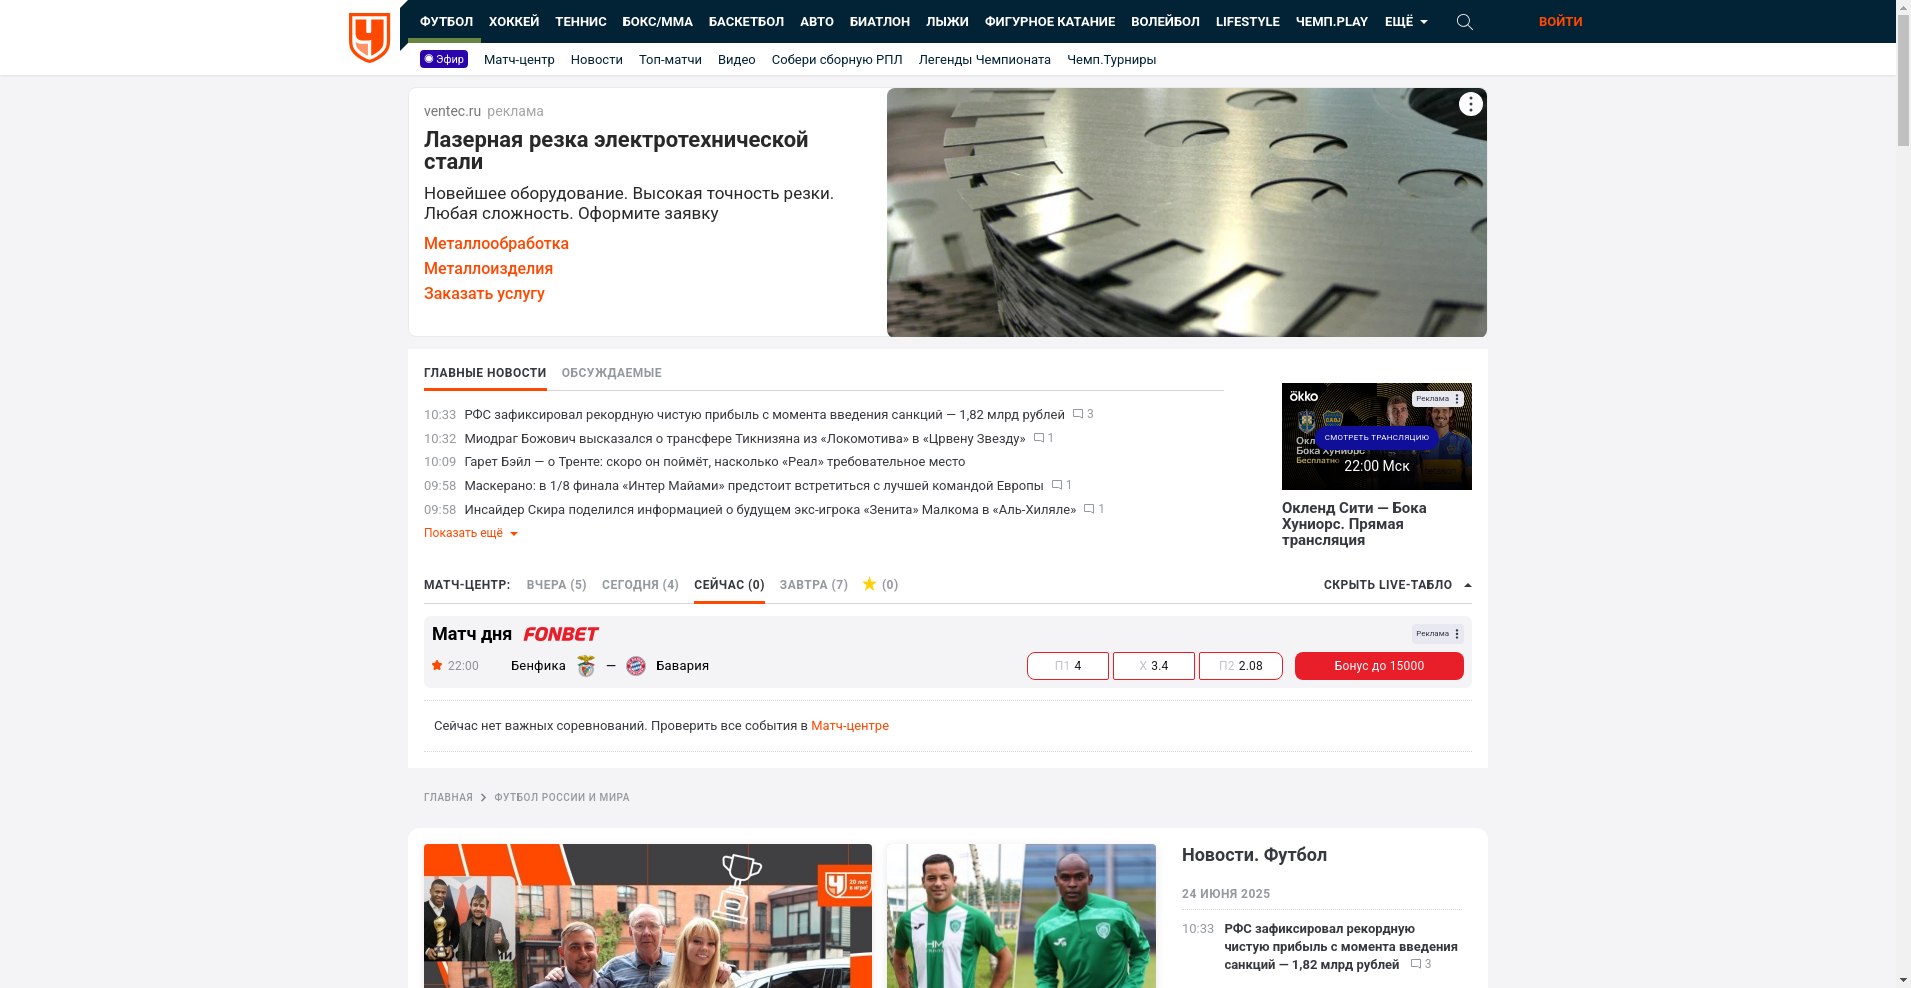 ФУТБОЛ ХОККЕЙ ТЕННИС БОКС/MMA БАСКЕТБОЛ АВТО БИАТЛОН ЛЫЖИ ФИГУРНОЕ КАТАНИЕ ВОЛЕЙБОЛ LIFESTYLE ЧЕМП.PLAY ЕЩЁ ВОЙТИ
Эфир Матч-центр Новости Топ-матчи Видео Собери сборную РПЛ Легенды Чемпионата Чемп.Турниры
ventec.ru реклама
Лазерная резка электротехнической
стали
Новейшее оборудование. Высокая точность резки.
Любая сложность. Оформите заявку
Металлообработка
Металлоизделия
Заказать услугу
ГЛАВНЫЕ НОВОСТИ ОБСУЖДАЕМЫЕ
10:33 РФС зафиксировал рекордную чистую прибыль с момента введения санкций — 1,82 млрд рублей 3
10:32 Миодраг Божович высказался о трансфере Тикнизяна из «Локомотива» в «Црвену Звезду» 1
10:09 Гарет Бэйл — о Тренте: скоро он поймёт, насколько «Реал» требовательное место
09:58 Маскерано: в 1/8 финала «Интер Майами» предстоит встретиться с лучшей командой Европы 1
09:58 Инсайдер Скира поделился информацией о будущем экс-игрока «Зенита» Малкома в «Аль-Хиляле» 1
Показать ещё
ökko
Реклама
СМОТРЕТЬ ТРАНСЛЯЦИЮ
Бока Хуниорс
22:00 Мск
Окленд Сити — Бока
Хуниорс. Прямая
трансляция
МАТЧ-ЦЕНТР: ВЧЕРА (5) СЕГОДНЯ (4) СЕЙЧАС (0) ЗАВТРА (7) (0) СКРЫТЬ LIVE-ТАБЛО
Матч дня FONBET Реклама
22:00 Бенфика — Бавария П1 4 X 3.4 П2 2.08 Бонус до 15000
Сейчас нет важных соревнований. Проверить все события в Матч-центре
ГЛАВНАЯ ФУТБОЛ РОССИИ И МИРА
20 лет
в игре!
Новости. Футбол
24 ИЮНЯ 2025
10:33 РФС зафиксировал рекордную
чистую прибыль с момента введения
санкций — 1,82 млрд рублей 3